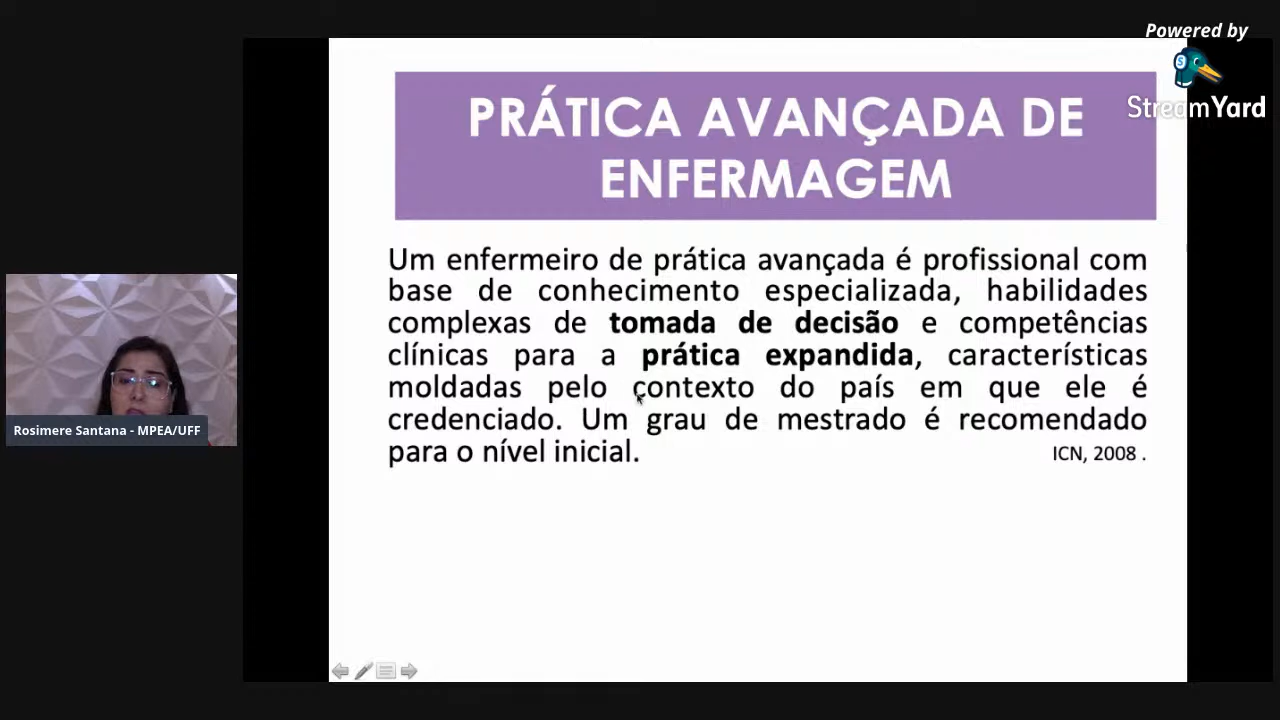 Powered by
StreamYard
PRÁTICA AVANÇADA DE
ENFERMAGEM
Um enfermeiro de prática avançada é profissional com
base de conhecimento especializada, habilidades
complexas de tomada de decisão e competências
clínicas para a prática expandida, características
moldadas pelo contexto do país em que ele é
credenciado. Um grau de mestrado é recomendado
para o nível inicial.
ICN, 2008 .
Rosimere Santana - MPEA/UFF